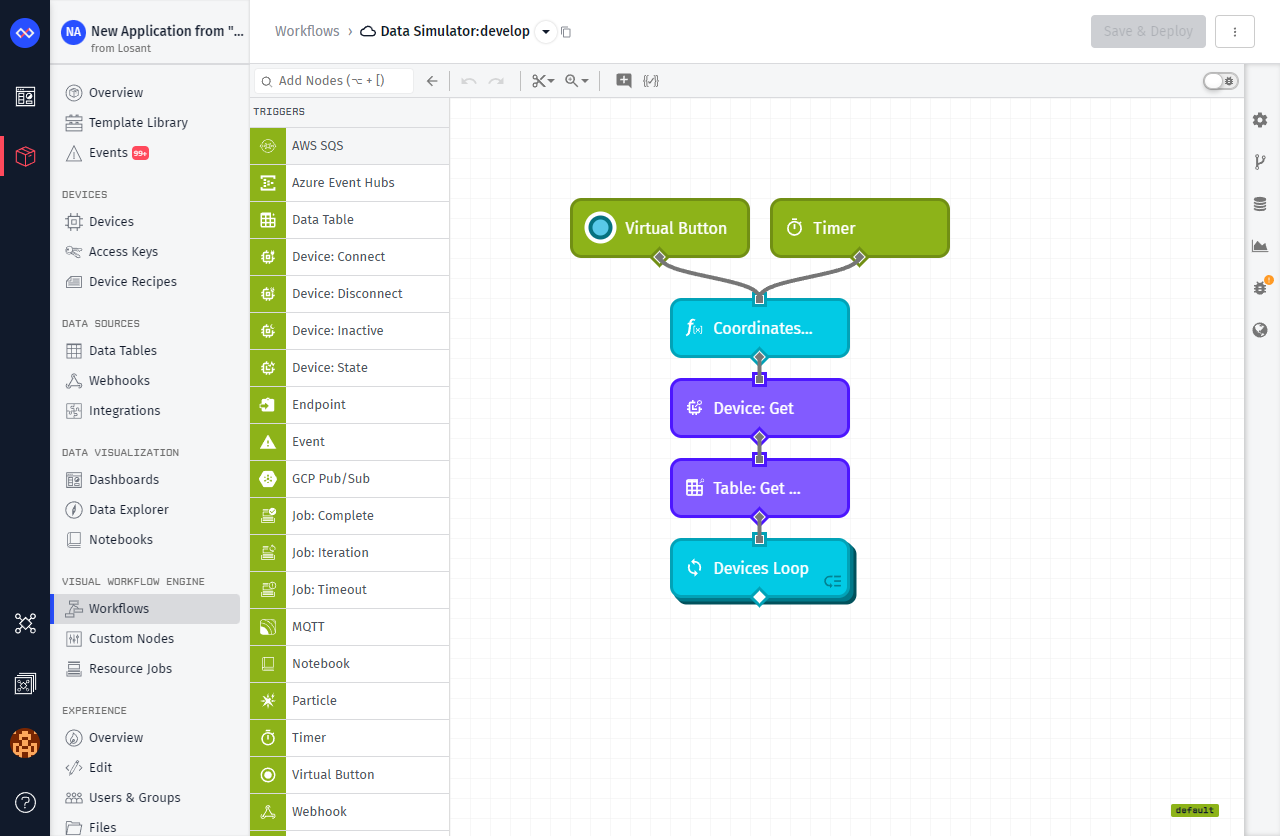 NA
New Application from "...
from Losant
Workflows › Data Simulator:develop
Save & Deploy
Overview
Template Library
Events 99+
DEVICES
Devices
Access Keys
Device Recipes
DATA SOURCES
Data Tables
Webhooks
Integrations
DATA VISUALIZATION
Dashboards
Data Explorer
Notebooks
VISUAL WORKFLOW ENGINE
Workflows
Custom Nodes
Resource Jobs
EXPERIENCE
Overview
Edit
Users & Groups
Files
Add Nodes (⌥ + [)
TRIGGERS
AWS SQS
Azure Event Hubs
Data Table
Device: Connect
Device: Disconnect
Device: Inactive
Device: State
Endpoint
Event
GCP Pub/Sub
Job: Complete
Job: Iteration
Job: Timeout
MQTT
Notebook
Particle
Timer
Virtual Button
Webhook
Virtual Button
Timer
Coordinates...
Device: Get
Table: Get ...
Devices Loop
default